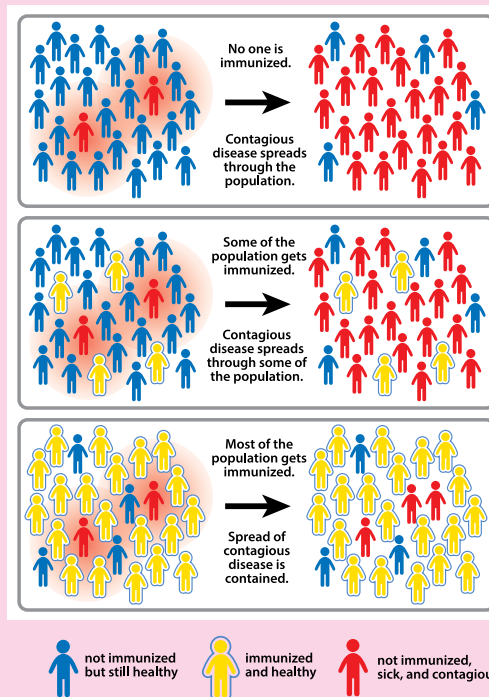 No one is
immunized.
Contagious
disease spreads
through the
population.
Some of the
population gets
immunized.
Contagious
disease spreads
through some of
the population.
Most of the
population gets
immunized.
Spread of
contagious
disease is
contained.
not immunized
but still healthy
immunized
and healthy
not immunized,
sick, and contagiou